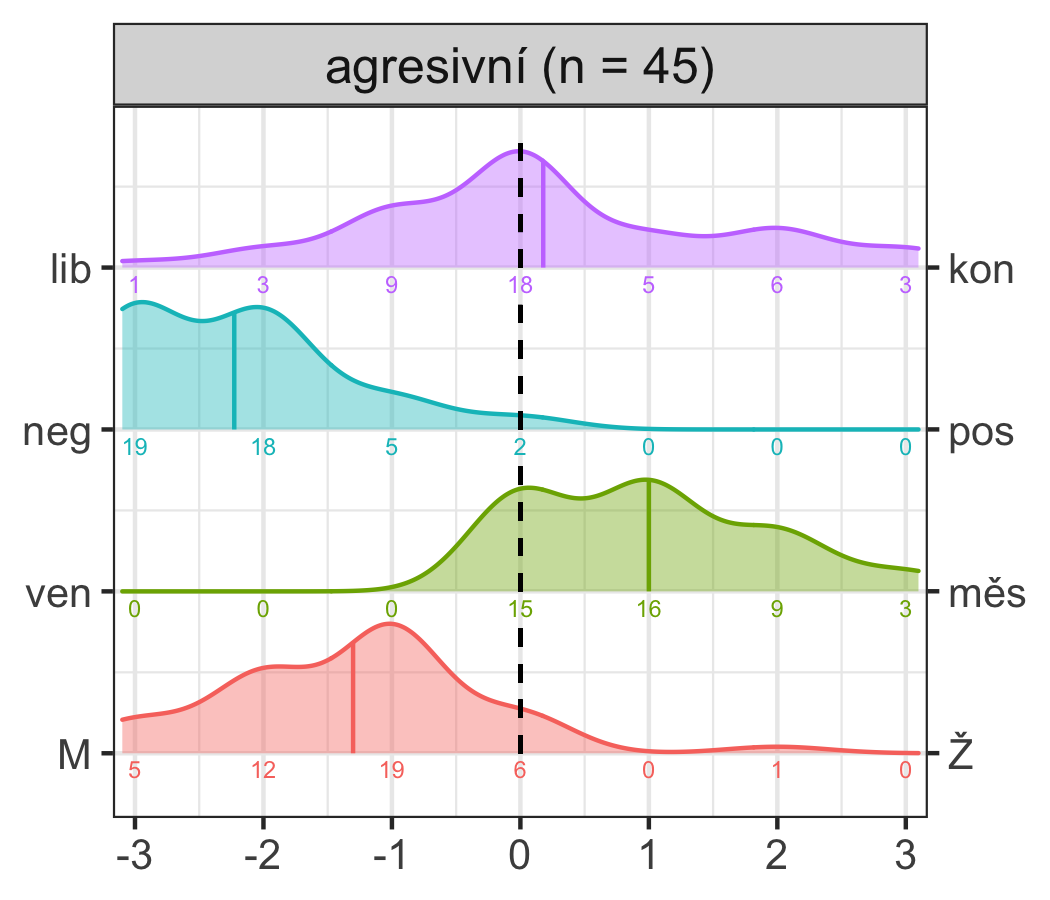 agresivní (n = 45)
lib kon
1 3 9 18 5 6 3
neg pos
19 18 5 2 0 0 0
ven měs
0 0 0 15 16 9 3
M Ž
5 12 19 6 0 1 0
-3 -2 -1 0 1 2 3